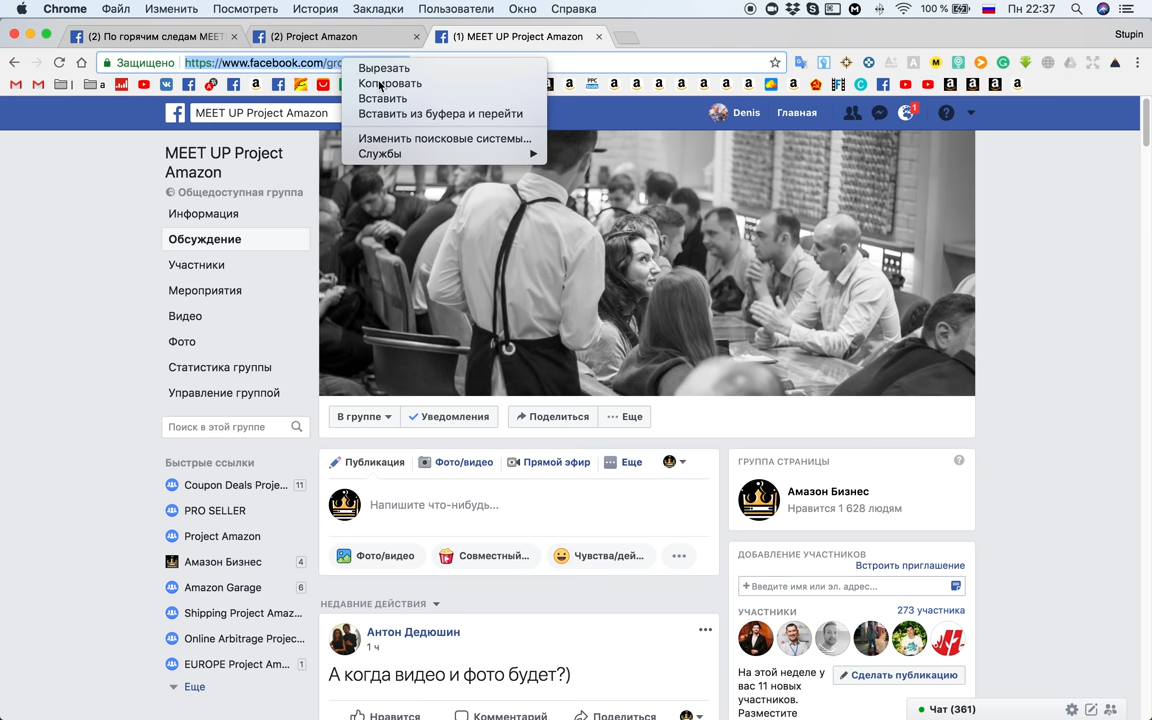 Chrome Файл Изменить Посмотреть История Закладки Пользователи Окно Справка 100 % Пн 22:37
(2) По горячим следам MEET (2) Project Amazon (1) MEET UP Project Amazon Stupin
Защищено https://www.facebook.com/gro
Вырезать
Копировать
Вставить
Вставить из буфера и перейти
Изменить поисковые системы...
Службы
MEET UP Project Amazon Denis Главная 1
MEET UP Project
Amazon
Общедоступная группа
Информация
Обсуждение
Участники
Мероприятия
Видео
Фото
Статистика группы
Управление группой
Поиск в этой группе
Быстрые ссылки
Coupon Deals Proje... 11
PRO SELLER
Project Amazon
Амазон Бизнес 4
Amazon Garage 6
Shipping Project Amaz...
Online Arbitrage Projec...
EUROPE Project Am... 1
Еще
В группе Уведомления Поделиться Еще
Публикация Фото/видео Прямой эфир Еще
Напишите что-нибудь...
Фото/видео Совместный... Чувства/дей...
НЕДАВНИЕ ДЕЙСТВИЯ
Антон Дедюшин
1 ч
А когда видео и фото будет?)
Нравится Комментарий Поделиться
ГРУППА СТРАНИЦЫ
Амазон Бизнес
Нравится 1 628 людям
ДОБАВЛЕНИЕ УЧАСТНИКОВ
Встроить приглашение
+ Введите имя или эл. адрес...
УЧАСТНИКИ 273 участника
На этой неделе у
вас 11 новых
участников.
Разместите
Сделать публикацию
Чат (361)